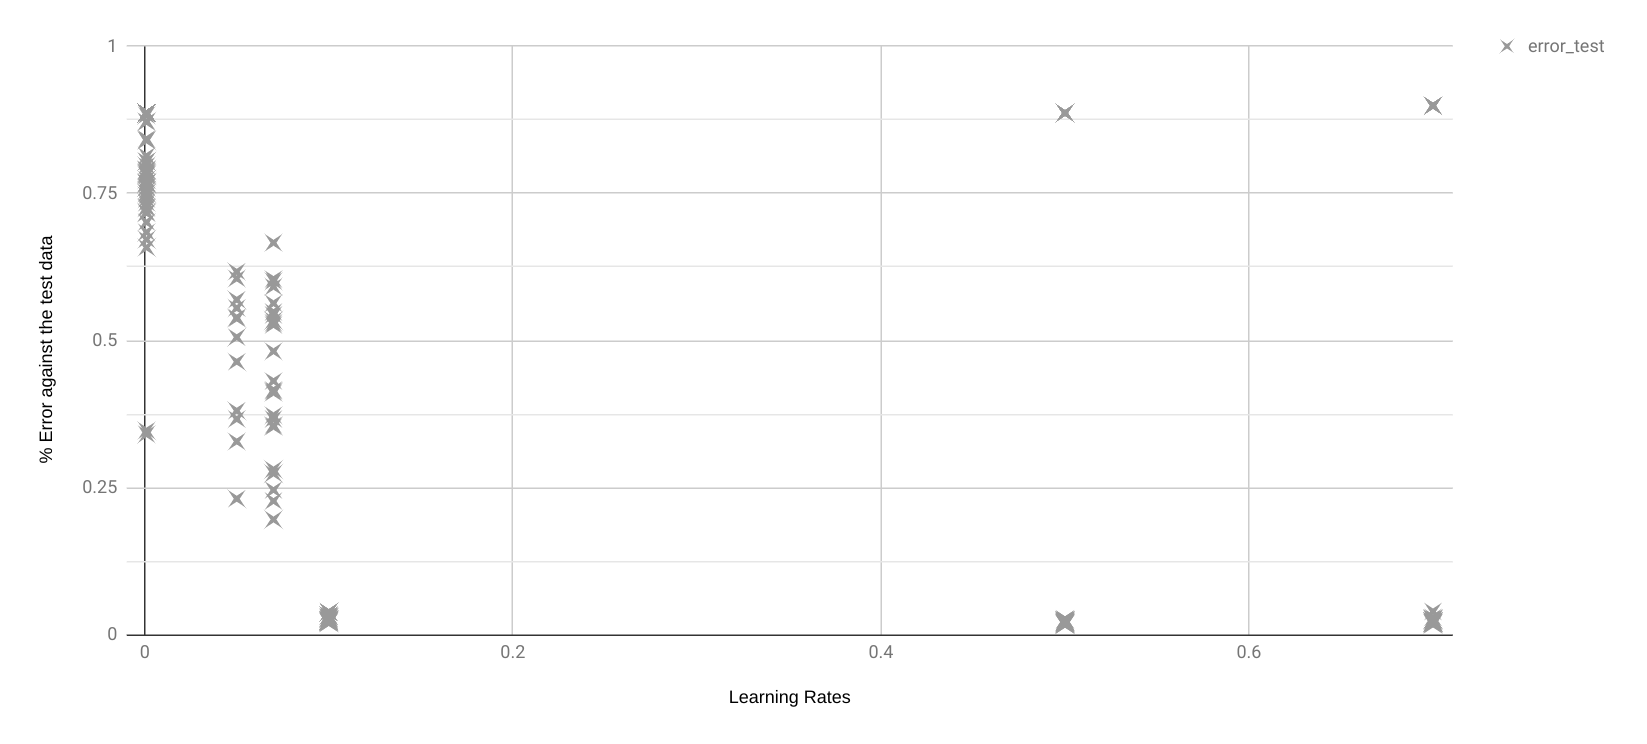 error_test
% Error against the test data
1
0.75
0.5
0.25
0
0 0.2 0.4 0.6
Learning Rates